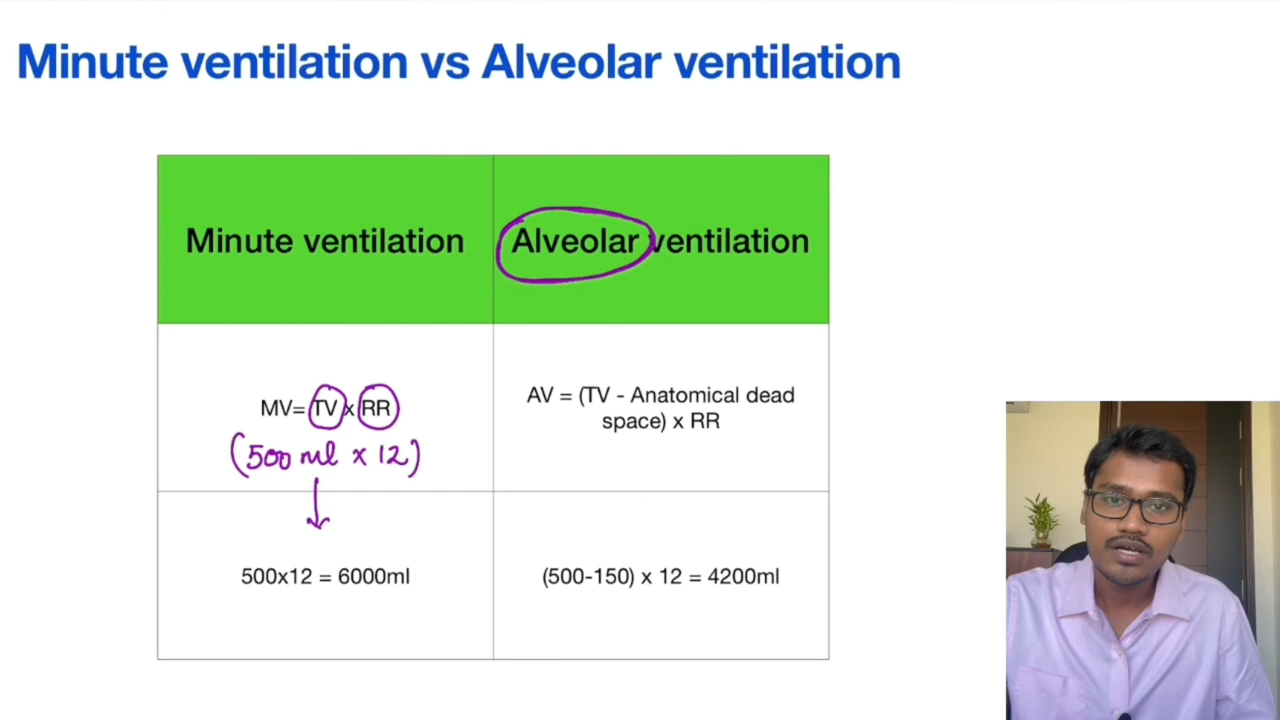 Minute ventilation vs Alveolar ventilation
Minute ventilation
Alveolar ventilation
MV= TV x RR
(500 ml x 12)
AV = (TV - Anatomical dead
space) x RR
500x12 = 6000ml
(500-150) x 12 = 4200ml